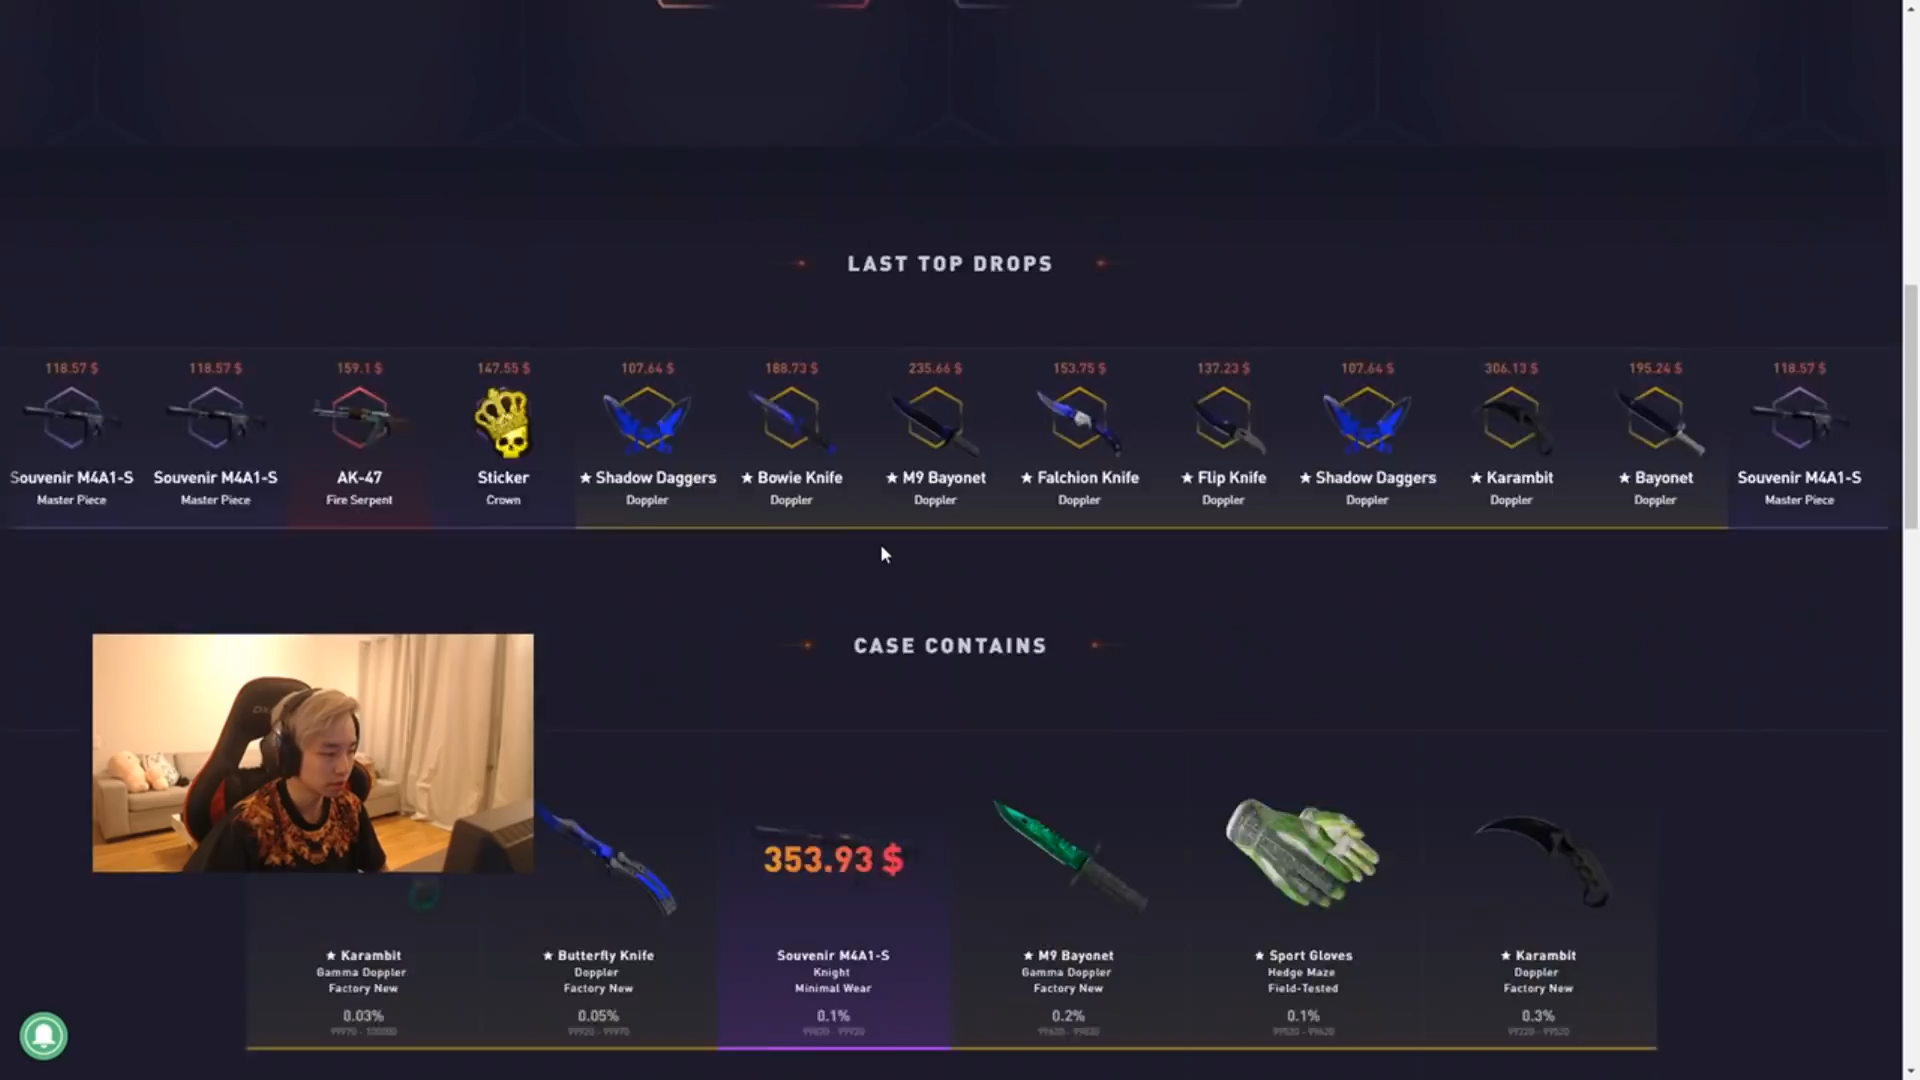 LAST TOP DROPS
118.57 $ 118.57 $ 159.1 $ 147.55 $ 107.64 $ 188.73 $ 235.66 $ 153.75 $ 137.23 $ 107.64 $ 306.13 $ 195.24 $ 118.57 $
Souvenir M4A1-S Souvenir M4A1-S AK-47 Sticker ★ Shadow Daggers ★ Bowie Knife ★ M9 Bayonet ★ Falchion Knife ★ Flip Knife ★ Shadow Daggers ★ Karambit ★ Bayonet Souvenir M4A1-S
Master Piece Master Piece Fire Serpent Crown Doppler Doppler Doppler Doppler Doppler Doppler Doppler Doppler Master Piece
CASE CONTAINS
353.93 $
★ Karambit ★ Butterfly Knife Souvenir M4A1-S ★ M9 Bayonet ★ Sport Gloves ★ Karambit
Gamma Doppler Doppler Knight Gamma Doppler Hedge Maze Doppler
Factory New Factory New Minimal Wear Factory New Field-Tested Factory New
0.03% 0.05% 0.1% 0.2% 0.1% 0.3%